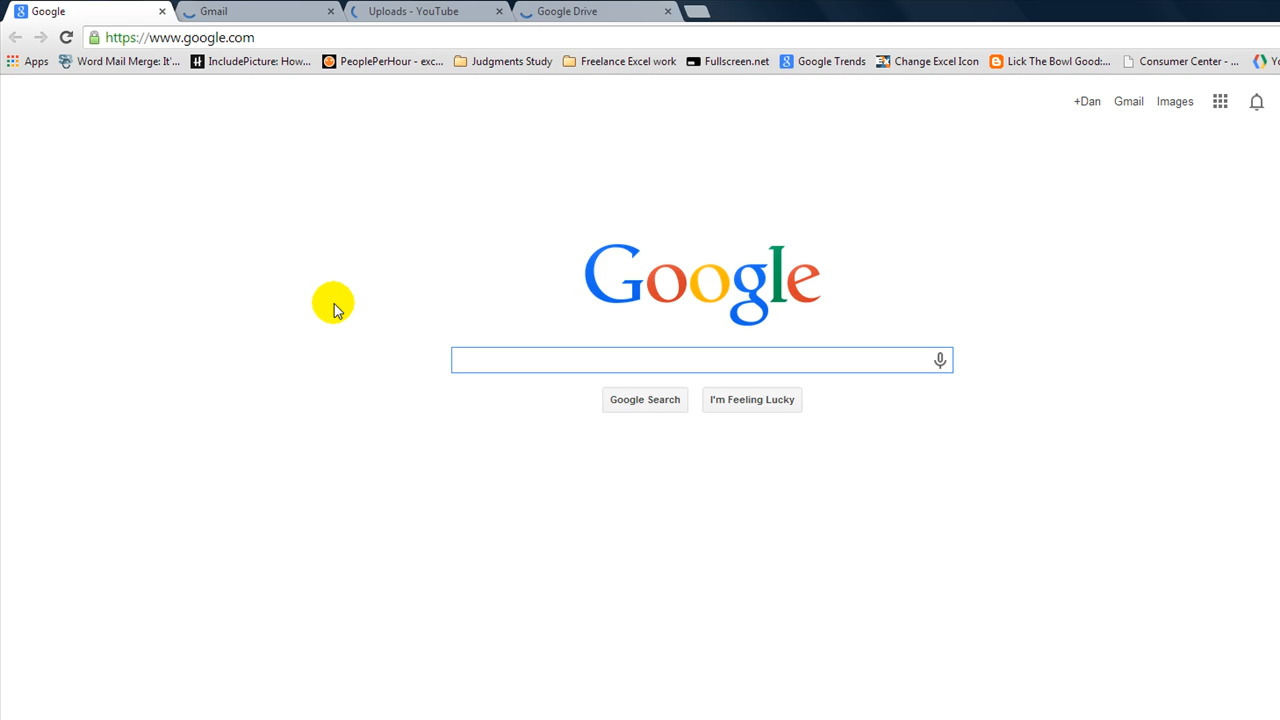 Google
Gmail
Uploads - YouTube
Google Drive
https://www.google.com
Apps
Word Mail Merge: It'...
IncludePicture: How...
PeoplePerHour - exc...
Judgments Study
Freelance Excel work
Fullscreen.net
Google Trends
Change Excel Icon
Lick The Bowl Good:...
Consumer Center - ...
+Dan
Gmail
Images
Google
Google Search
I'm Feeling Lucky